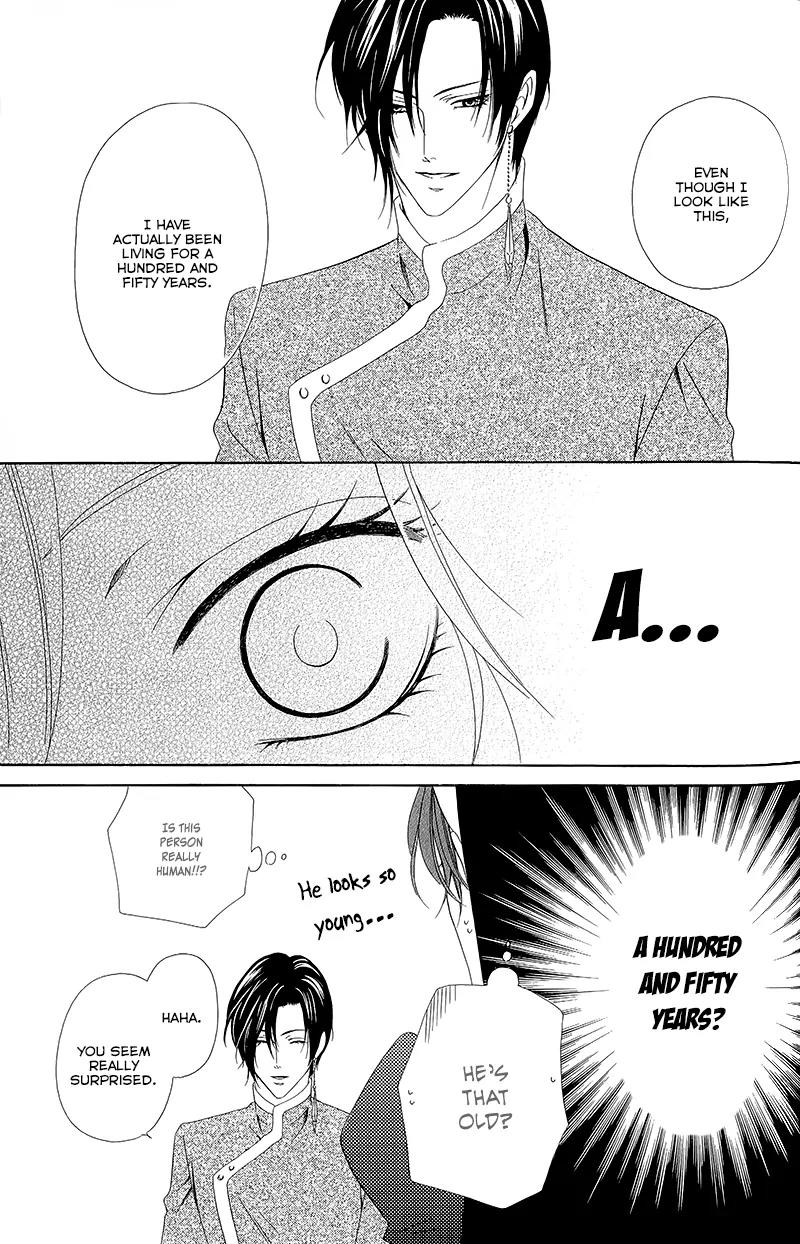 EVEN
THOUGH I
LOOK LIKE
THIS,
I HAVE
ACTUALLY BEEN
LIVING FOR A
HUNDRED AND
FIFTY YEARS.
A...
A HUNDRED
AND FIFTY
YEARS?
HE'S
THAT
OLD?
He looks so
young---
IS THIS
PERSON
REALLY
HUMAN!!?
HAHA.
YOU SEEM
REALLY
SURPRISED.